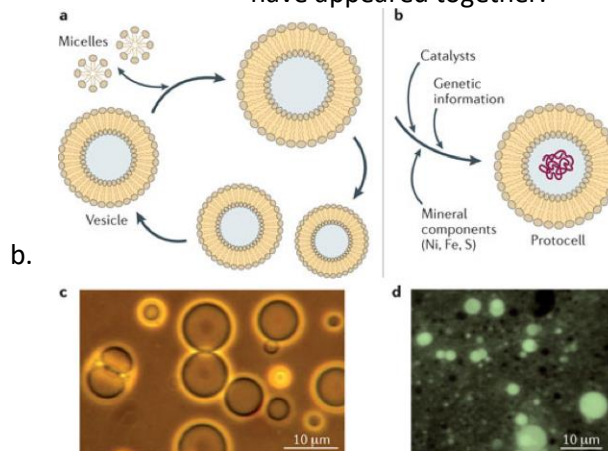 have appeared together.
a
Micelles
Vesicle
b
Catalysts
Genetic
information
Mineral
components
(Ni, Fe, S)
Protocell
b.
c
10 µm
d
10 µm